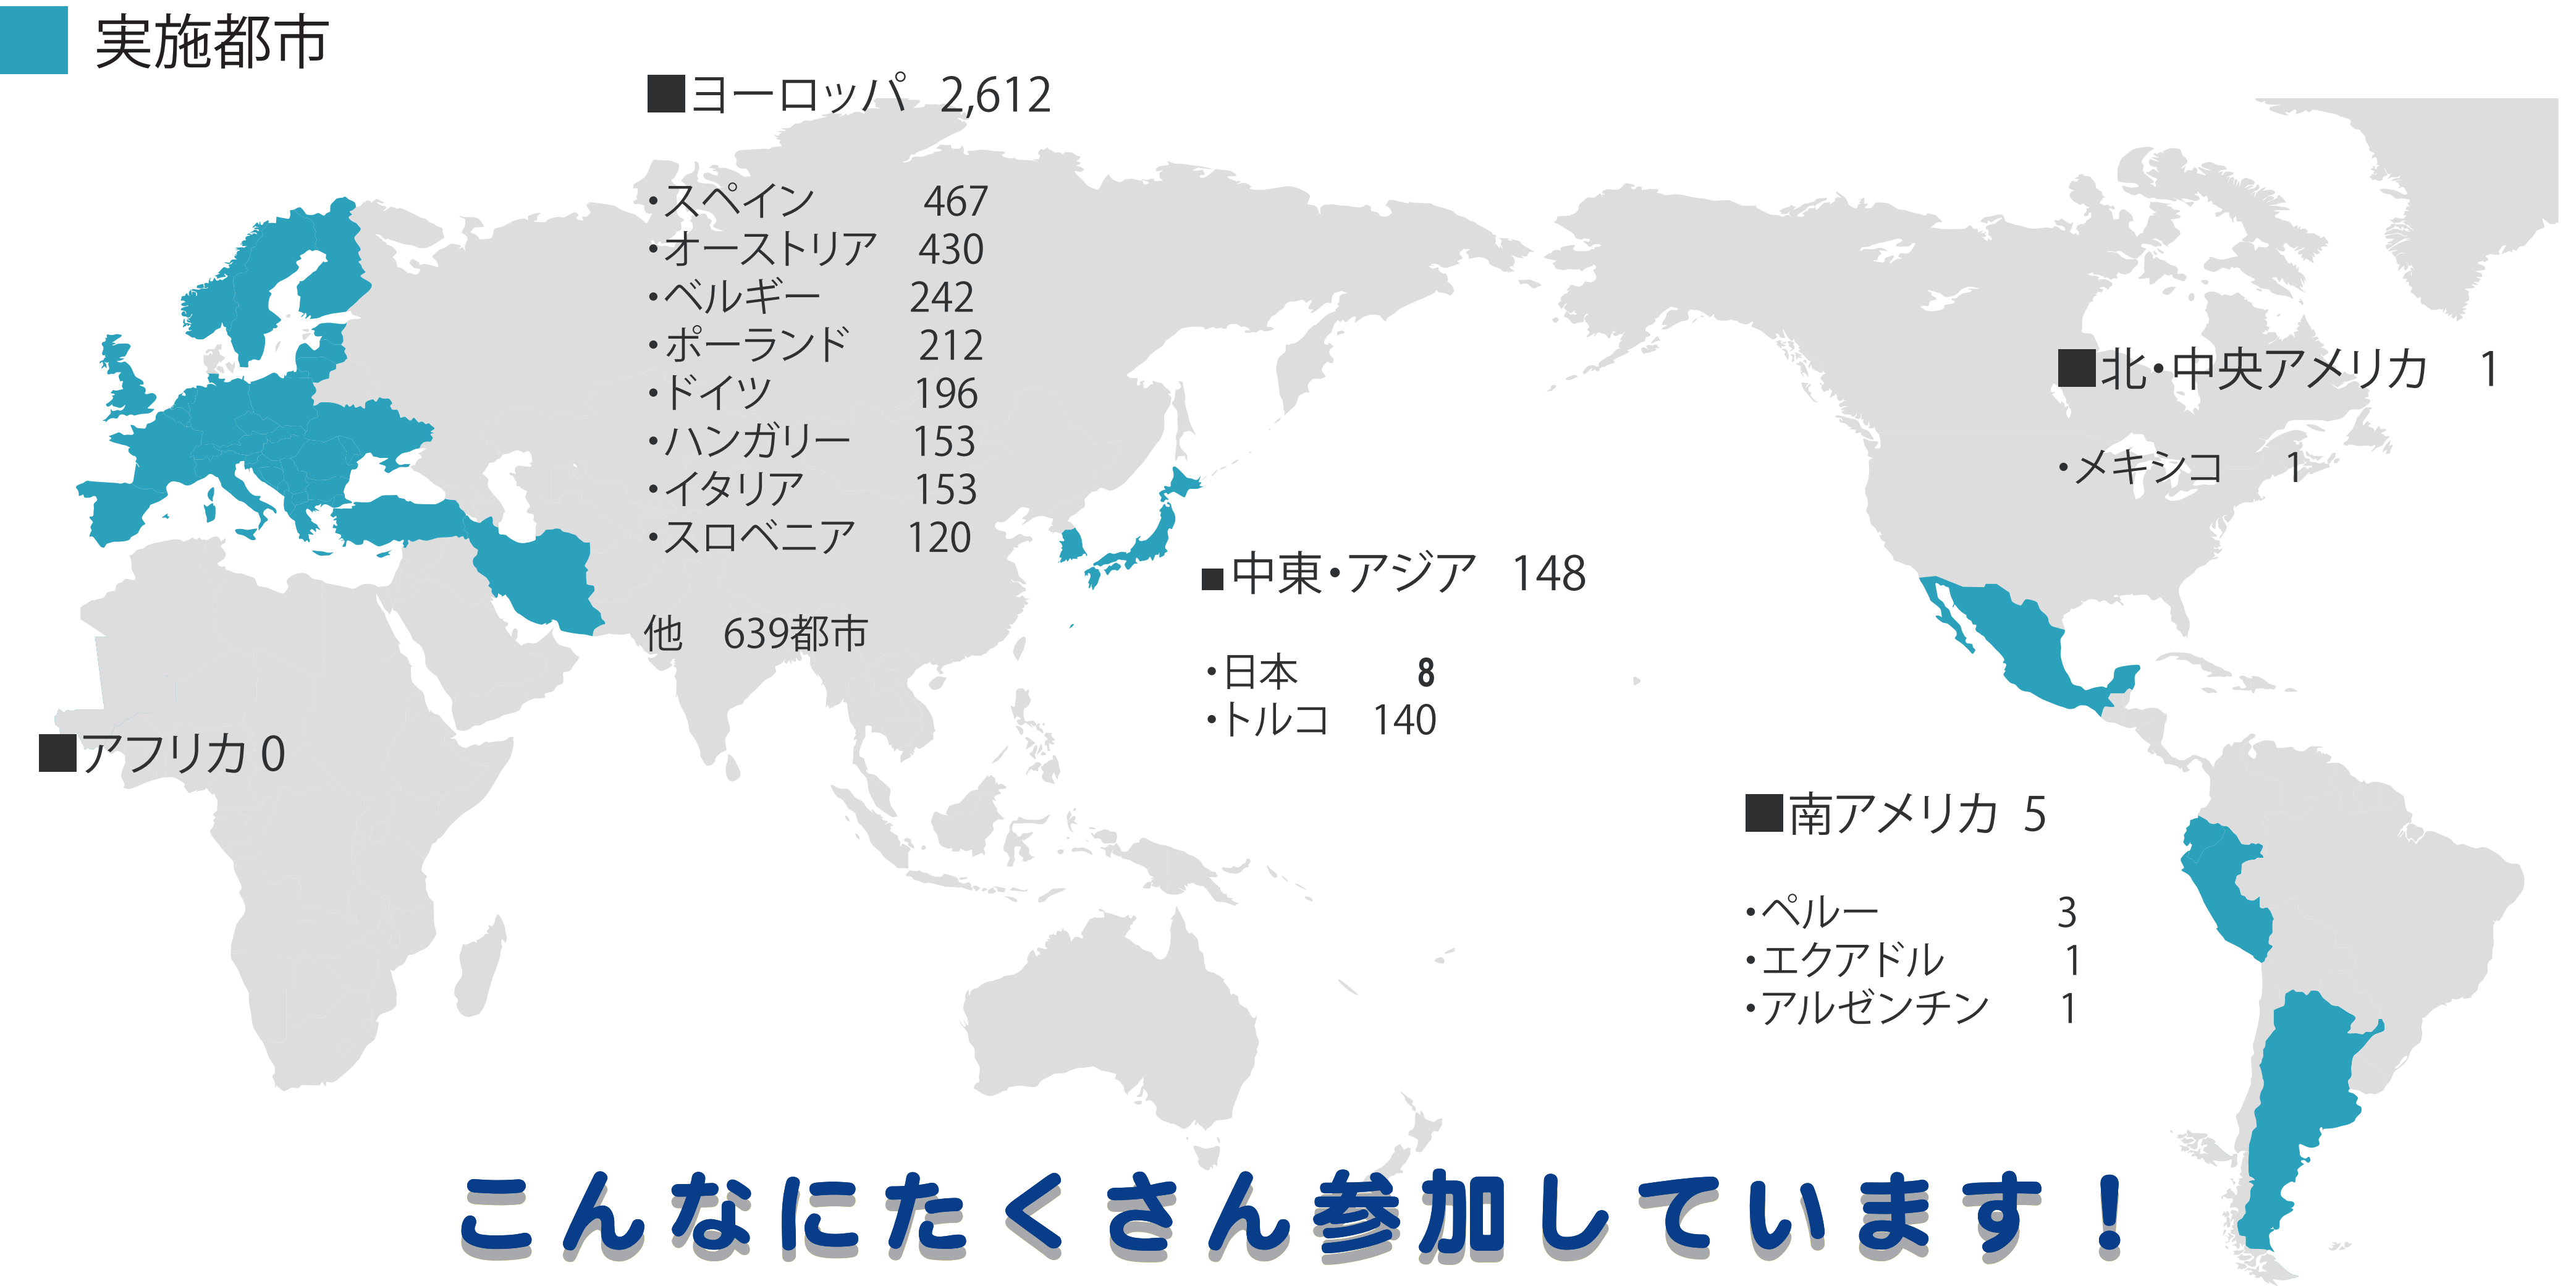 実施都市
■ヨーロッパ 2,612
・スペイン 467
・オーストリア 430
・ベルギー 242
・ポーランド 212
・ドイツ 196
・ハンガリー 153
・イタリア 153
・スロベニア 120
他 639都市
■アフリカ 0
■中東・アジア 148
・日本 8
・トルコ 140
■北・中央アメリカ 1
・メキシコ 1
■南アメリカ 5
・ペルー 3
・エクアドル 1
・アルゼンチン 1
こんなにたくさん参加しています！